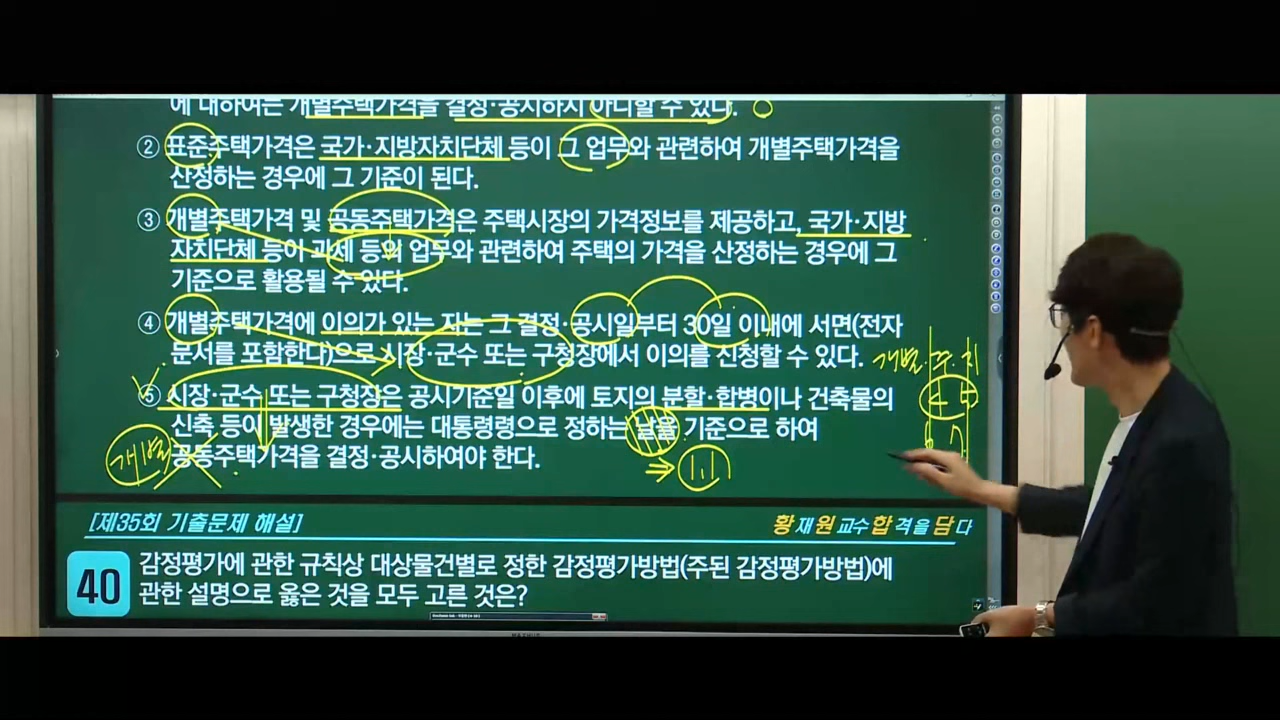 에 대하여는 개별주택가격을 결정·공시하지 아니할 수 있다.
② 표준주택가격은 국가·지방자치단체 등이 그 업무와 관련하여 개별주택가격을
산정하는 경우에 그 기준이 된다.
③ 개별주택가격 및 공동주택가격은 주택시장의 가격정보를 제공하고, 국가·지방
자치단체 등이 과세 등의 업무와 관련하여 주택의 가격을 산정하는 경우에 그
기준으로 활용될 수 있다.
④ 개별주택가격에 이의가 있는 자는 그 결정·공시일부터 30일 이내에 서면(전자
문서를 포함한다)으로 시장·군수 또는 구청장에서 이의를 신청할 수 있다.
개별
⑤ 시장·군수 또는 구청장은 공시기준일 이후에 토지의 분할·합병이나 건축물의
신축 등이 발생한 경우에는 대통령령으로 정하는 날을 기준으로 하여
개별 공동주택가격을 결정·공시하여야 한다.
1.1
[제35회 기출문제 해설]
황재원 교수 합격을 담다
40 감정평가에 관한 규칙상 대상물건별로 정한 감정평가방법(주된 감정평가방법)에
관한 설명으로 옳은 것을 모두 고른 것은?